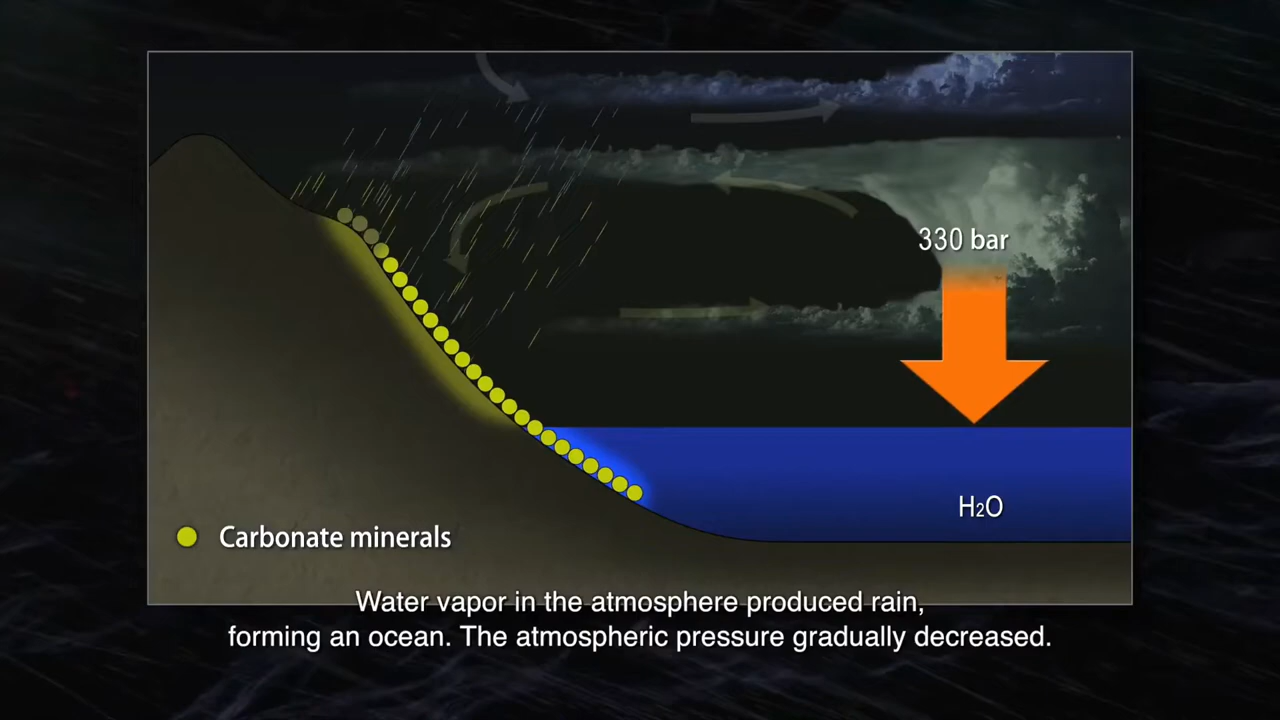 330 bar
H₂O
Carbonate minerals
Water vapor in the atmosphere produced rain,
forming an ocean. The atmospheric pressure gradually decreased.